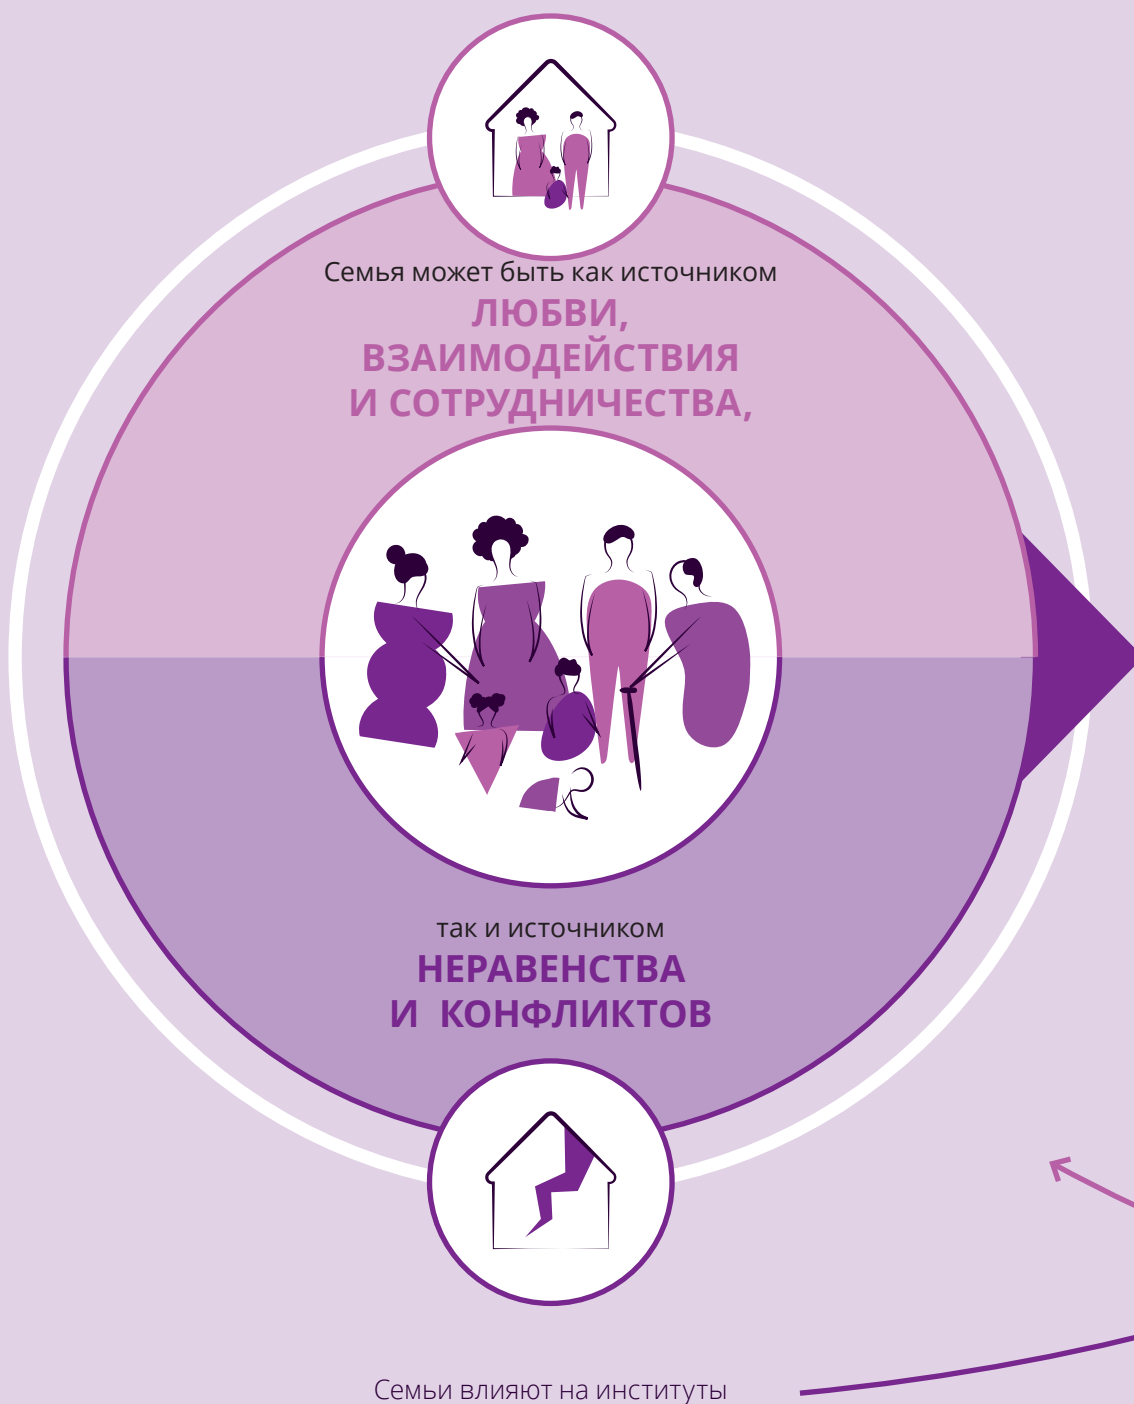 Семья может быть как источником
ЛЮБВИ,
ВЗАИМОДЕЙСТВИЯ
И СОТРУДНИЧЕСТВА,
так и источником
НЕРАВЕНСТВА
И КОНФЛИКТОВ
Семьи влияют на институты